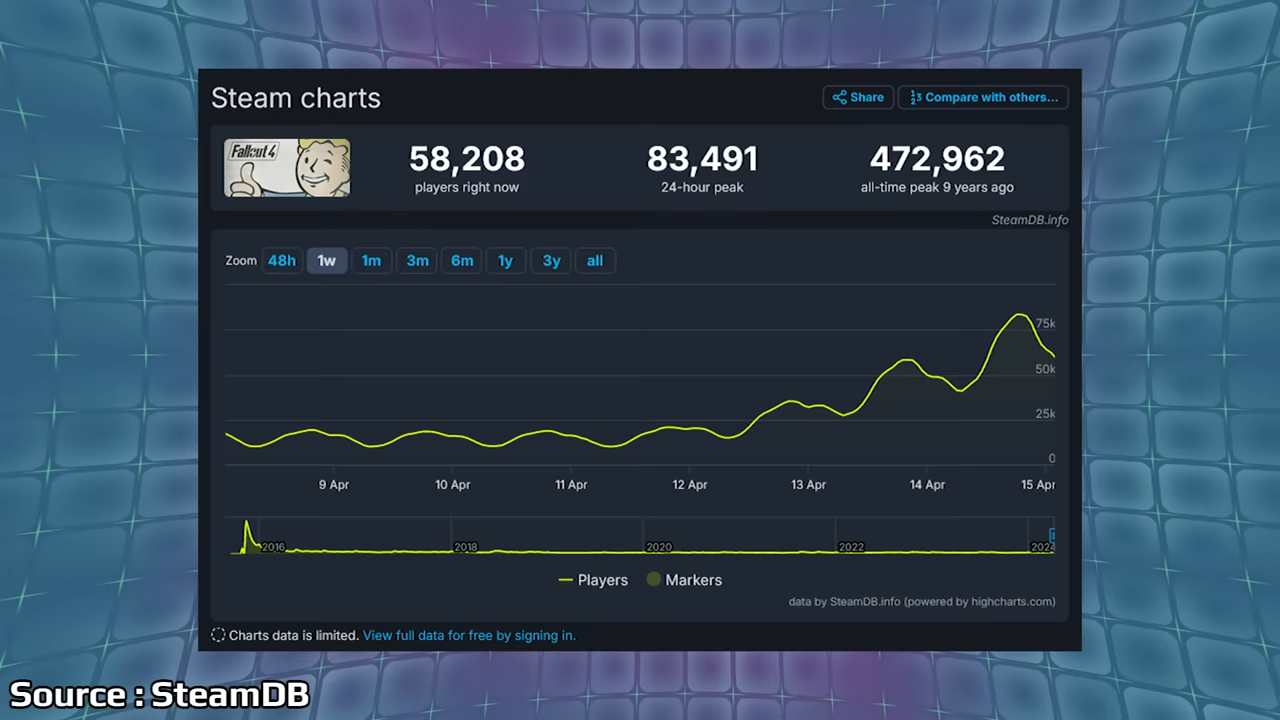 Steam charts
Share
Compare with others...
Fallout 4
58,208
players right now
83,491
24-hour peak
472,962
all-time peak 9 years ago
SteamDB.info
Zoom 48h 1w 1m 3m 6m 1y 3y all
75k
50k
25k
0
9 Apr 10 Apr 11 Apr 12 Apr 13 Apr 14 Apr 15 Apr
2016 2018 2020 2022 2024
Players Markers
data by SteamDB.info (powered by highcharts.com)
Charts data is limited. View full data for free by signing in.
Source : SteamDB